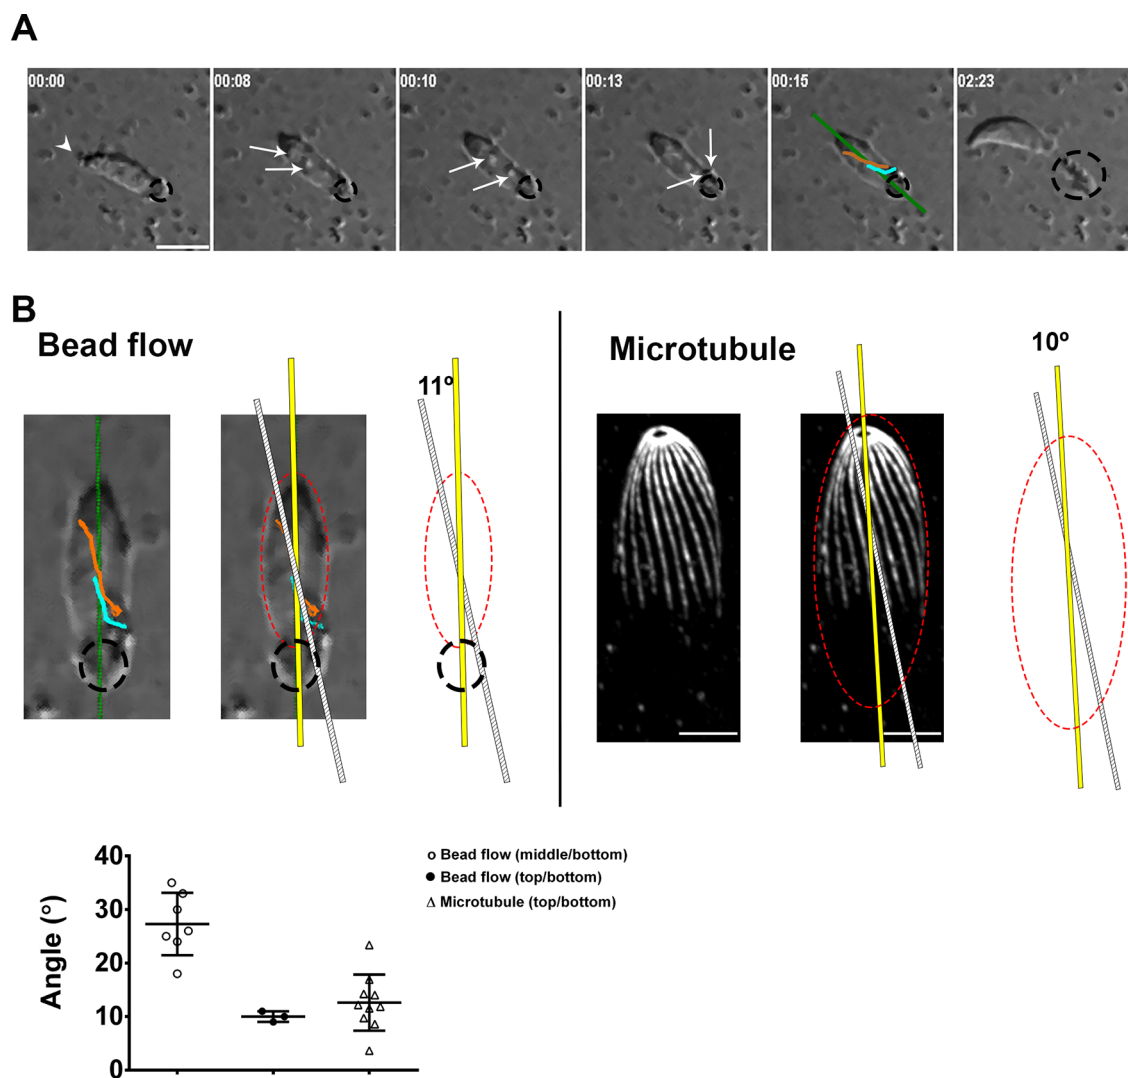 A
00:00 00:08 00:10 00:13 00:15 02:23
B
Bead flow
11º
Microtubule
10º
40
30
20
10
0
Angle (°)
Bead flow (middle/bottom)
Bead flow (top/bottom)
Microtubule (top/bottom)